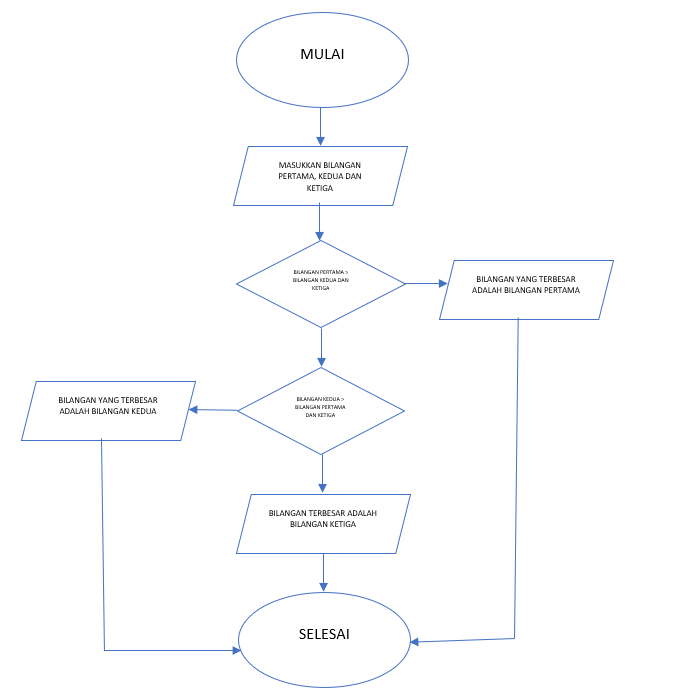 MULAI
MASUKKAN BILANGAN
PERTAMA, KEDUA DAN
KETIGA
BILANGAN PERTAMA >
BILANGAN KEDUA DAN
KETIGA
BILANGAN YANG TERBESAR
ADALAH BILANGAN PERTAMA
BILANGAN KEDUA >
BILANGAN PERTAMA
DAN KETIGA
BILANGAN YANG TERBESAR
ADALAH BILANGAN KEDUA
BILANGAN TERBESAR ADALAH
BILANGAN KETIGA
SELESAI